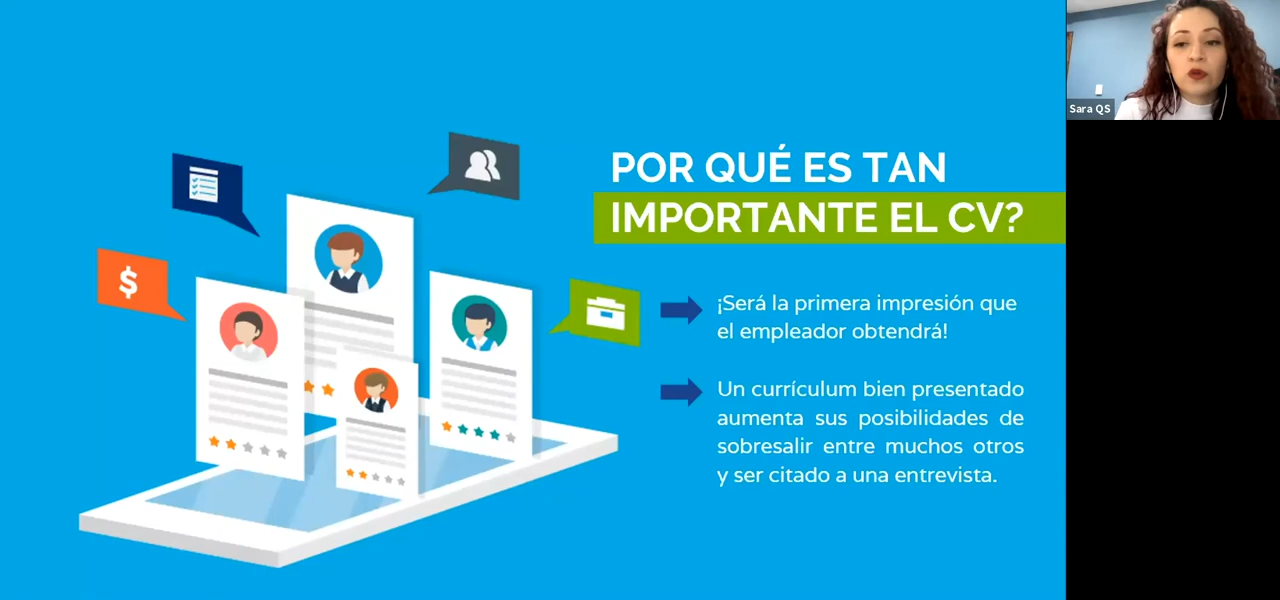 POR QUÉ ES TAN
IMPORTANTE EL CV?
¡Será la primera impresión que
el empleador obtendrá!
Un currículum bien presentado
aumenta sus posibilidades de
sobresalir entre muchos otros
y ser citado a una entrevista.
$
Sara QS